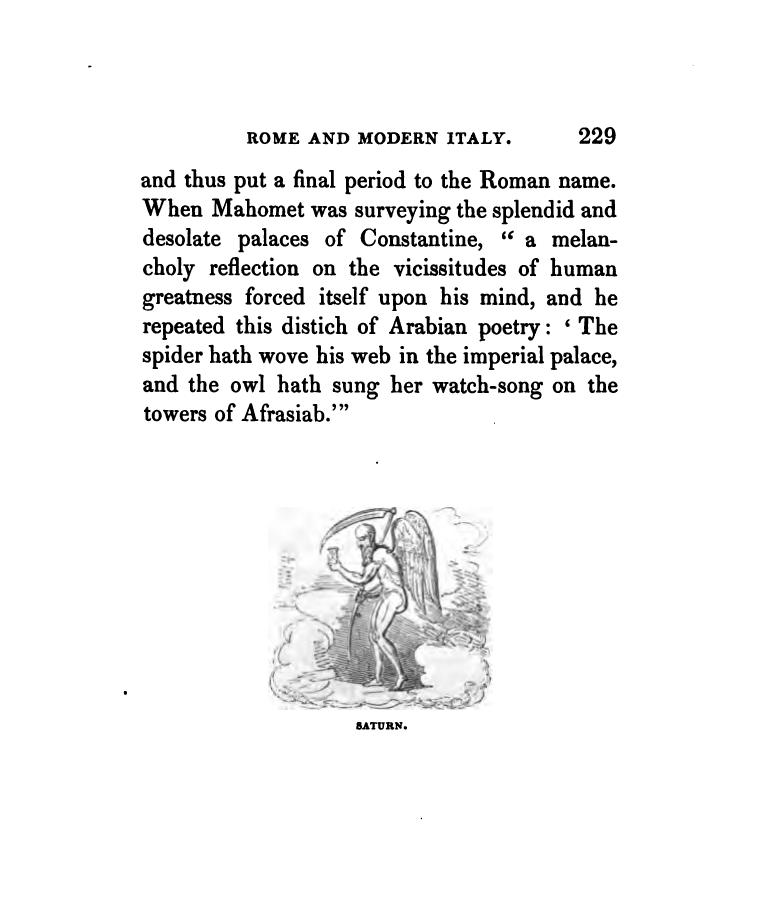 ROME AND MODERN ITALY. 229
and thus put a final period to the Roman name.
When Mahomet was surveying the splendid and
desolate palaces of Constantine, “ a melan-
choly reflection on the vicissitudes of human
greatness forced itself upon his mind, and he
repeated this distich of Arabian poetry: ‘ The
spider hath wove his web in the imperial palace,
and the owl hath sung her watch-song on the
towers of Afrasiab.’”
SATURN.